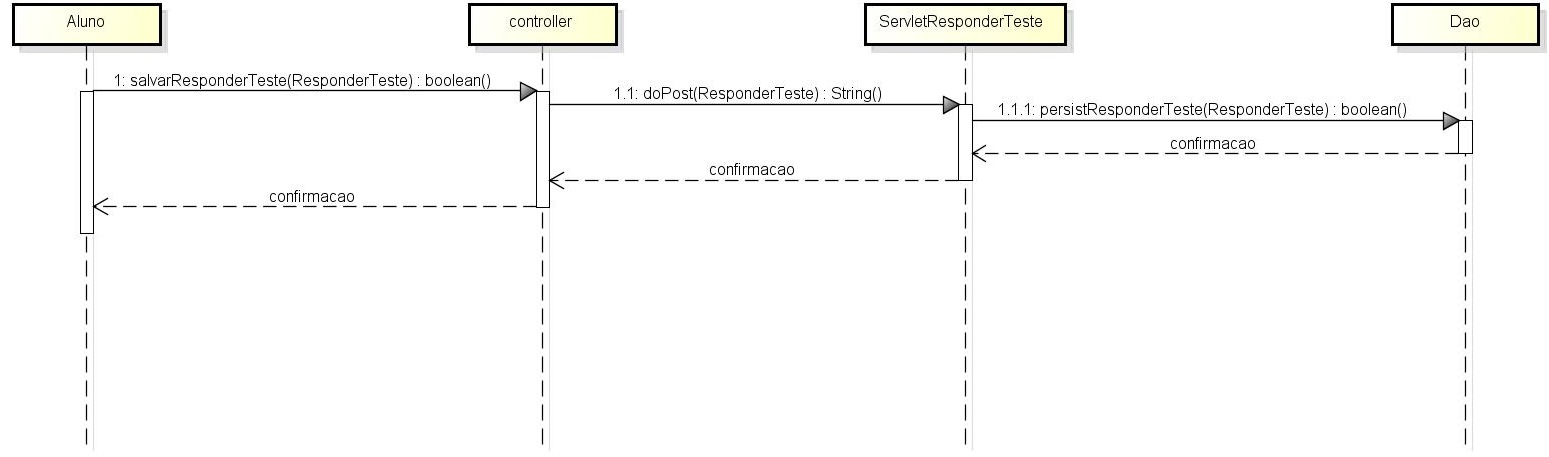 Aluno
controller
ServletResponderTeste
Dao
1: salvarResponderTeste(ResponderTeste) : boolean()
1.1: doPost(ResponderTeste) : String()
1.1.1: persistResponderTeste(ResponderTeste) : boolean()
confirmacao
confirmacao
confirmacao